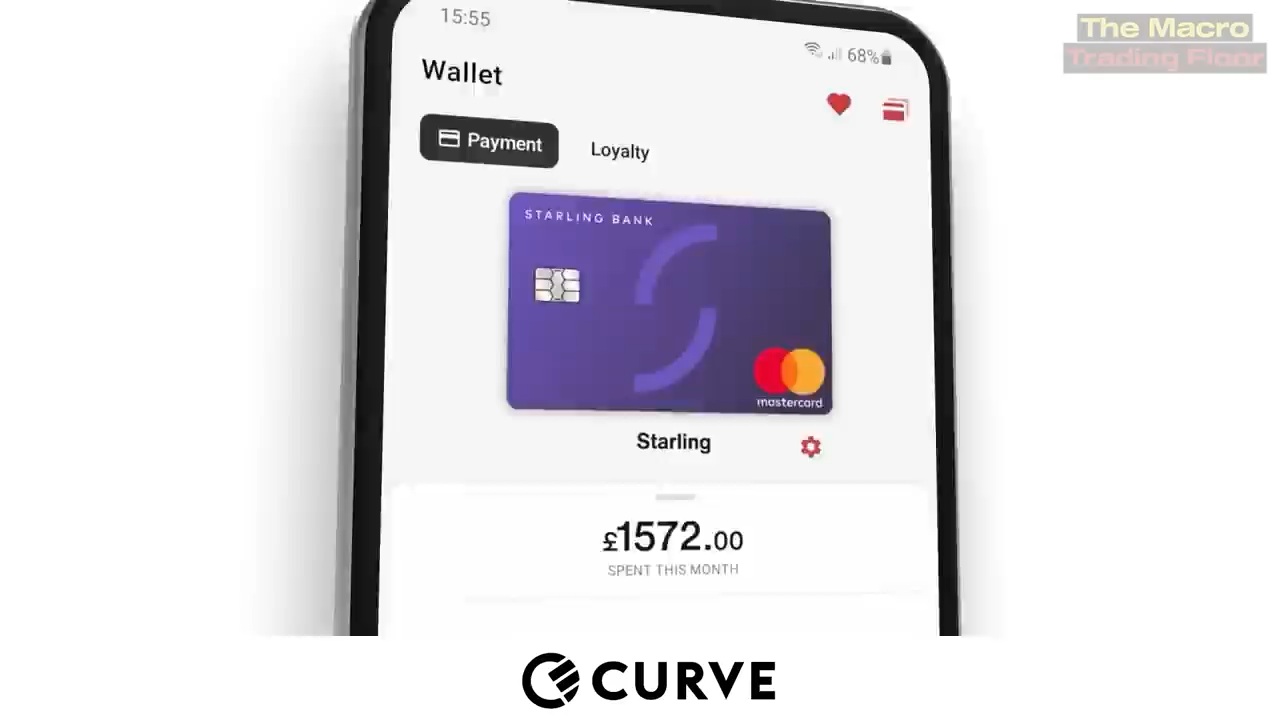 The Macro
Trading Floor
15:55
68%
Wallet
Payment
Loyalty
STARLING BANK
mastercard
Starling
£1572.00
SPENT THIS MONTH
CURVE